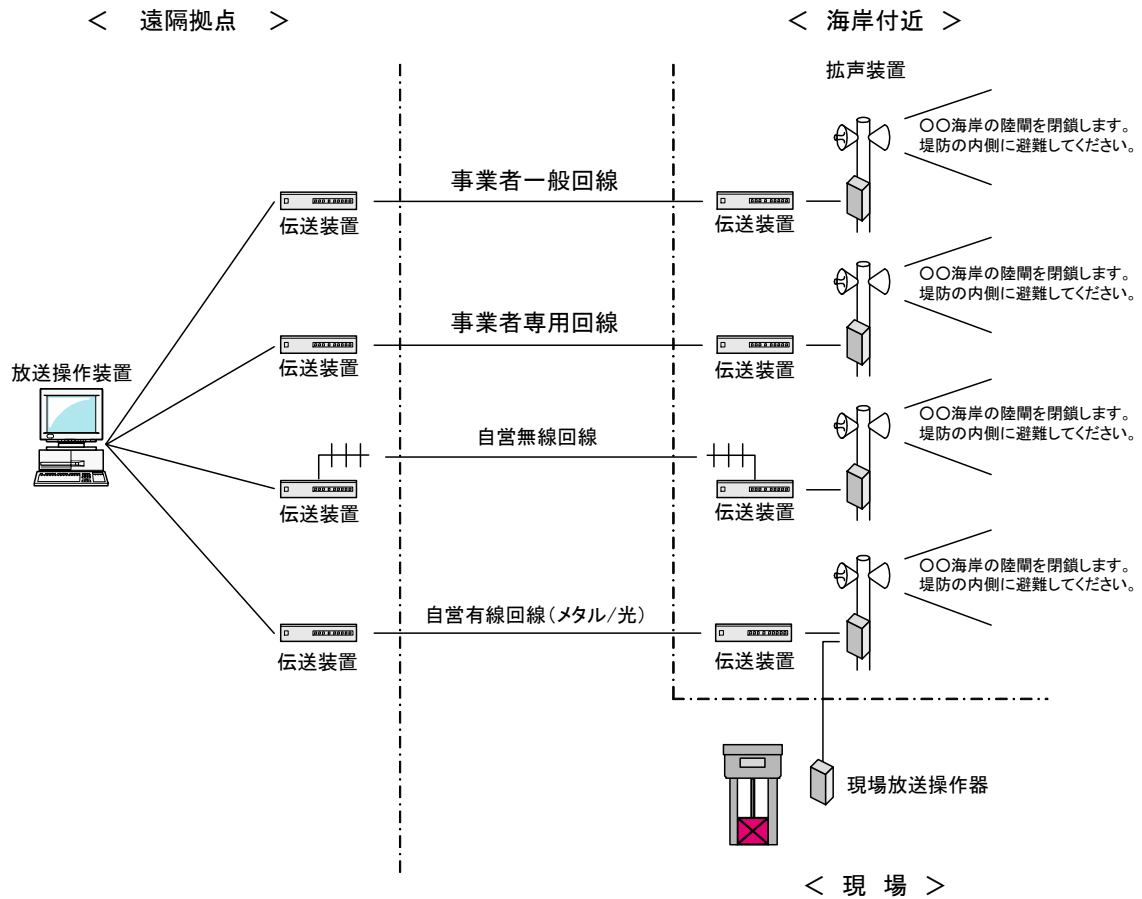 < 遠隔拠点 >
< 海岸付近 >
拡声装置
〇〇海岸の陸閘を閉鎖します。
堤防の内側に避難してください。
事業者一般回線
伝送装置
伝送装置
〇〇海岸の陸閘を閉鎖します。
堤防の内側に避難してください。
事業者専用回線
伝送装置
伝送装置
放送操作装置
〇〇海岸の陸閘を閉鎖します。
堤防の内側に避難してください。
自営無線回線
伝送装置
伝送装置
〇〇海岸の陸閘を閉鎖します。
堤防の内側に避難してください。
自営有線回線(メタル/光)
伝送装置
伝送装置
現場放送操作器
< 現 場 >